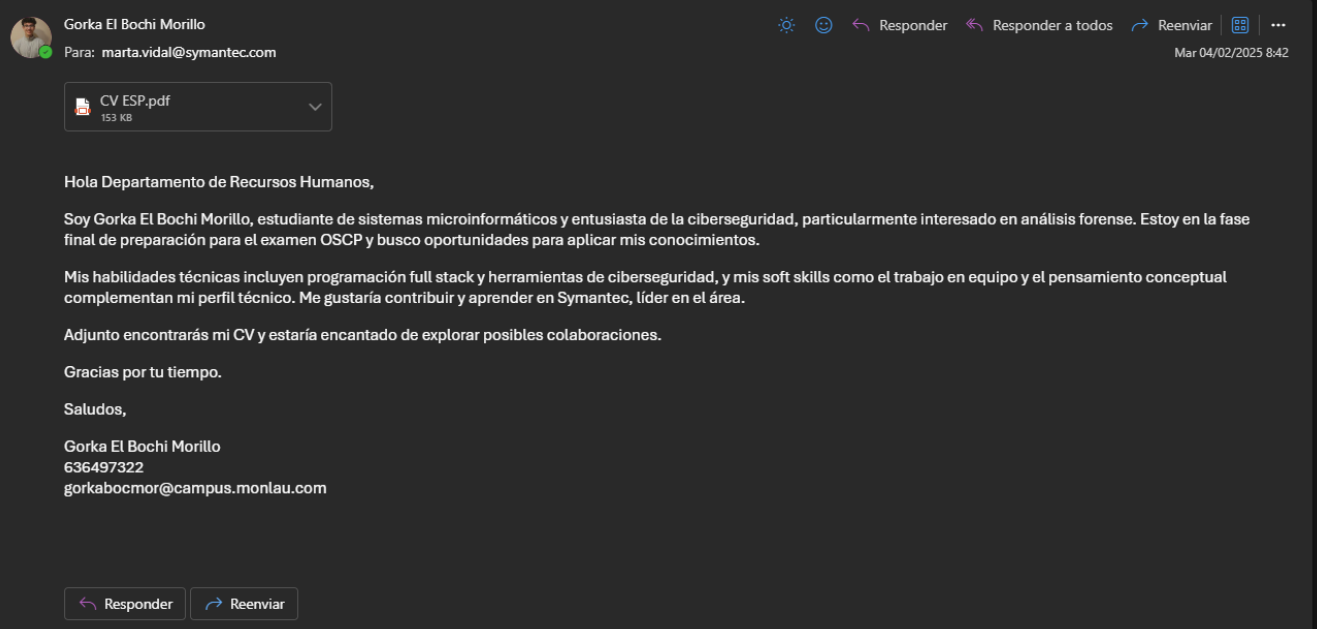 Gorka El Bochi Morillo
Responder
Responder a todos
Reenviar
Para: marta.vidal@symantec.com
Mar 04/02/2025 8:42
CV ESP.pdf
153 KB
Hola Departamento de Recursos Humanos,
Soy Gorka El Bochi Morillo, estudiante de sistemas microinformáticos y entusiasta de la ciberseguridad, particularmente interesado en análisis forense. Estoy en la fase
final de preparación para el examen OSCP y busco oportunidades para aplicar mis conocimientos.
Mis habilidades técnicas incluyen programación full stack y herramientas de ciberseguridad, y mis soft skills como el trabajo en equipo y el pensamiento conceptual
complementan mi perfil técnico. Me gustaría contribuir y aprender en Symantec, líder en el área.
Adjunto encontrarás mi CV y estaría encantado de explorar posibles colaboraciones.
Gracias por tu tiempo.
Saludos,
Gorka El Bochi Morillo
636497322
gorkabocmor@campus.monlau.com
Responder
Reenviar